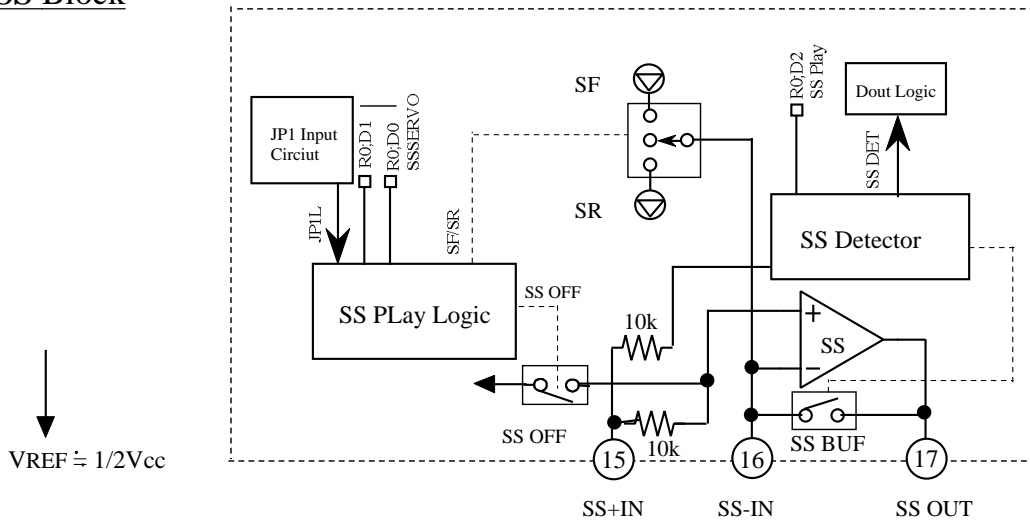 SS Block
SF
SR
JP1 Input
Circiut
R0;D1
R0;D0
SSSERVO
JP1L
SF/SR
SS PLay Logic
SS OFF
SS OFF
R0;D2
SS Play
Dout Logic
SS DET
SS Detector
10k
10k
+
SS
−
SS BUF
15
16
17
SS+IN
SS-IN
SS OUT
VREF ≒ 1/2Vcc